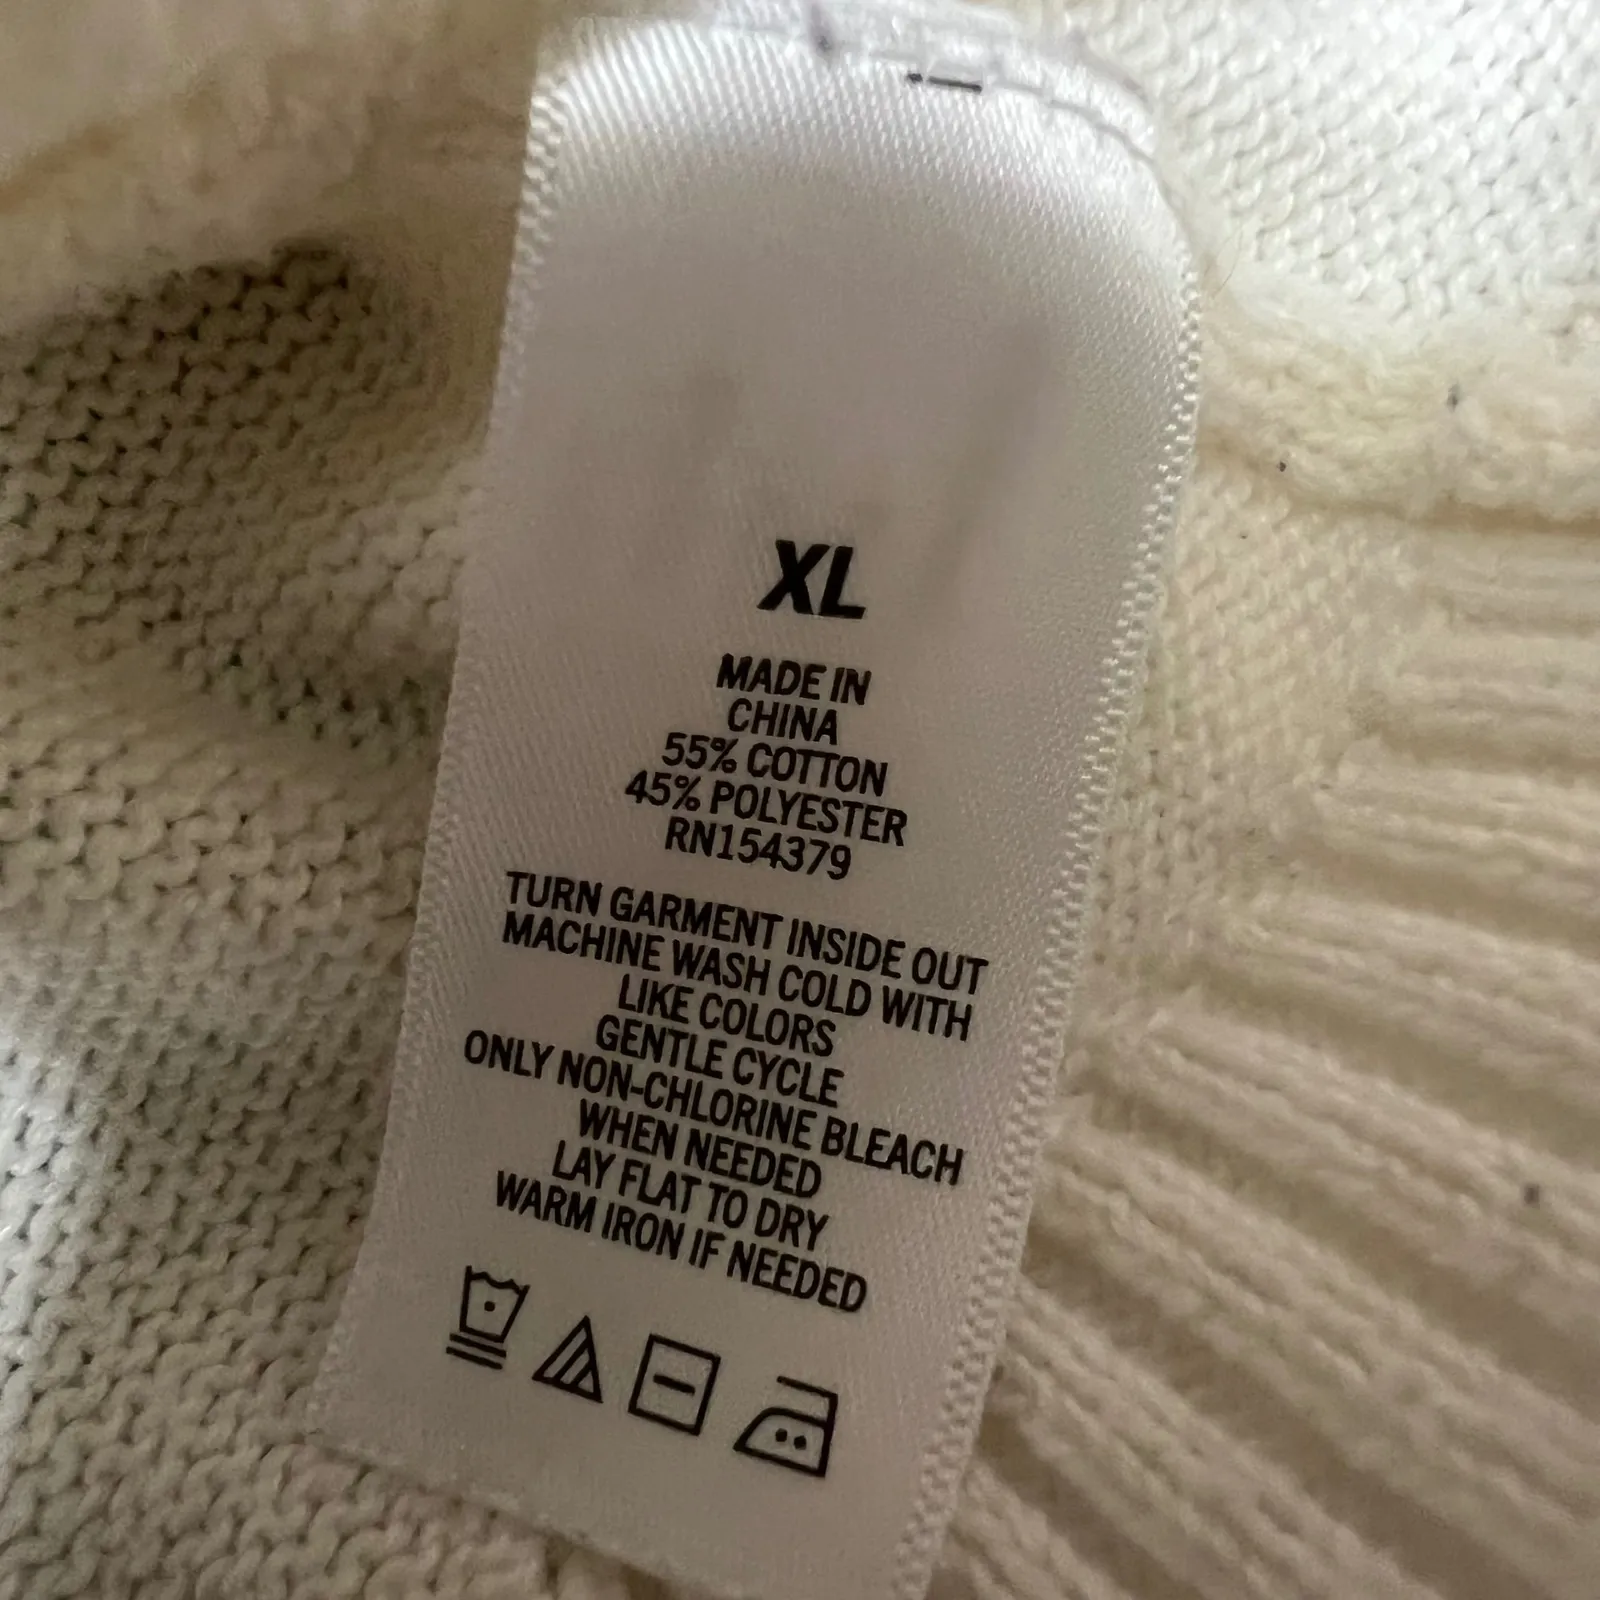 XL
MADE IN
CHINA
55% COTTON
45% POLYESTER
RN154379
TURN GARMENT INSIDE OUT
MACHINE WASH COLD WITH
LIKE COLORS
GENTLE CYCLE
ONLY NON-CHLORINE BLEACH
WHEN NEEDED
LAY FLAT TO DRY
WARM IRON IF NEEDED